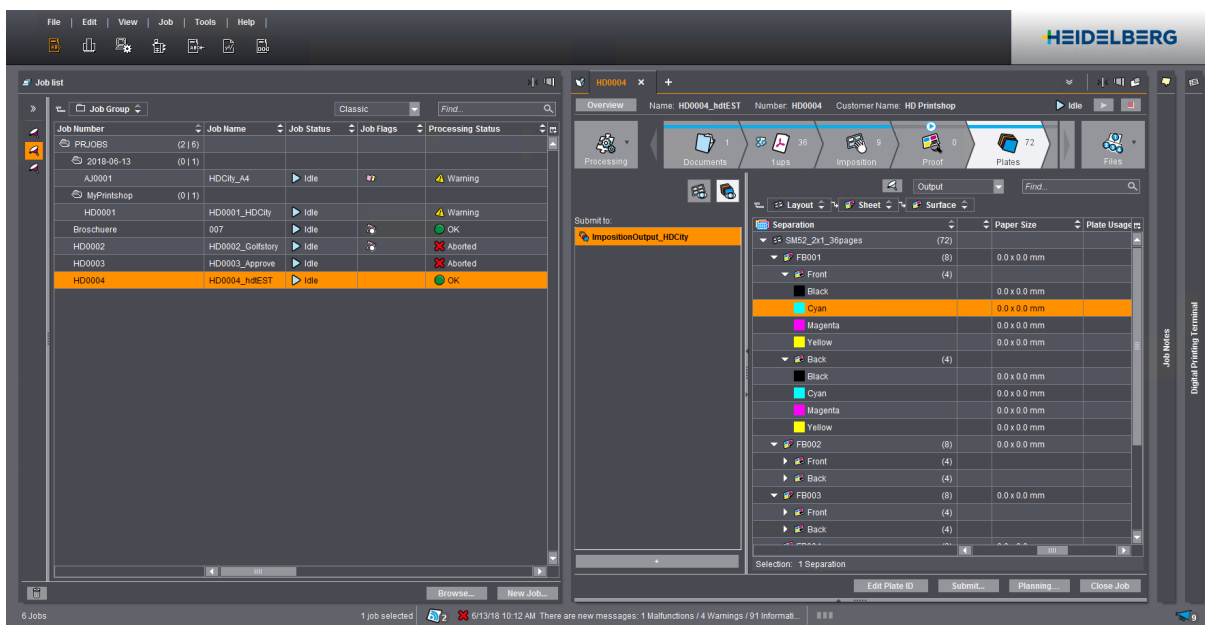 File | Edit | View | Job | Tools | Help |
HEIDELBERG
Job list
Job Group
Classic
Find...
Job Number Job Name Job Status Job Flags Processing Status
PRJOBS (2 | 6)
2018-06-13 (0 | 1)
AJ0001 HDCity_A4 Idle Warning
MyPrintshop (0 | 1)
HD0001 HD0001_HDCity Idle Warning
Broschuere 007 Idle OK
HD0002 HD0002_Golfstory Idle Aborted
HD0003 HD0003_Approve Idle Aborted
HD0004 HD0004_hdtEST Idle OK
Browse... New Job...
HD0004 × +
Overview Name: HD0004_hdtEST Number: HD0004 Customer Name: HD Printshop Idle
Processing
1 Documents
36 1ups
9 Imposition
0 Proof
72 Plates
Files
Submit to:
ImpositionOutput_HDCity
+
Output
Find...
Layout Sheet Surface
Separation Paper Size Plate Usage
SM52_2x1_36pages (72)
FB001 (8) 0.0 x 0.0 mm
Front (4)
Black 0.0 x 0.0 mm
Cyan 0.0 x 0.0 mm
Magenta 0.0 x 0.0 mm
Yellow 0.0 x 0.0 mm
Back (4)
Black 0.0 x 0.0 mm
Cyan 0.0 x 0.0 mm
Magenta 0.0 x 0.0 mm
Yellow 0.0 x 0.0 mm
FB002 (8) 0.0 x 0.0 mm
Front (4)
Back (4)
FB003 (8) 0.0 x 0.0 mm
Front (4)
Back (4)
Selection: 1 Separation
Edit Plate ID Submit... Planning... Close Job
Job Notes
Digital Printing Terminal
6 Jobs 1 job selected 2 6/13/18 10:12 AM There are new messages: 1 Malfunctions / 4 Warnings / 91 Informati... 9